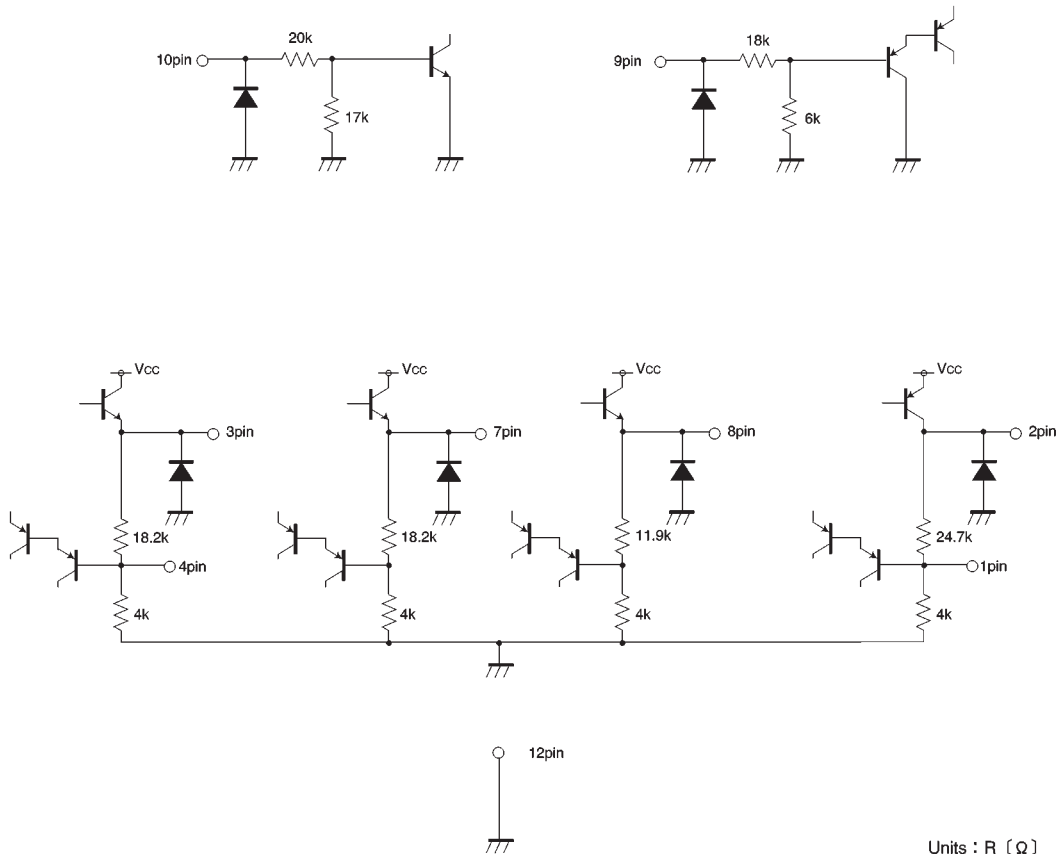 20k
10pin
17k
18k
9pin
6k
Vcc
3pin
18.2k
4pin
4k
Vcc
7pin
18.2k
4k
Vcc
8pin
11.9k
4k
Vcc
2pin
24.7k
1pin
4k
12pin
Units : R〔Ω〕